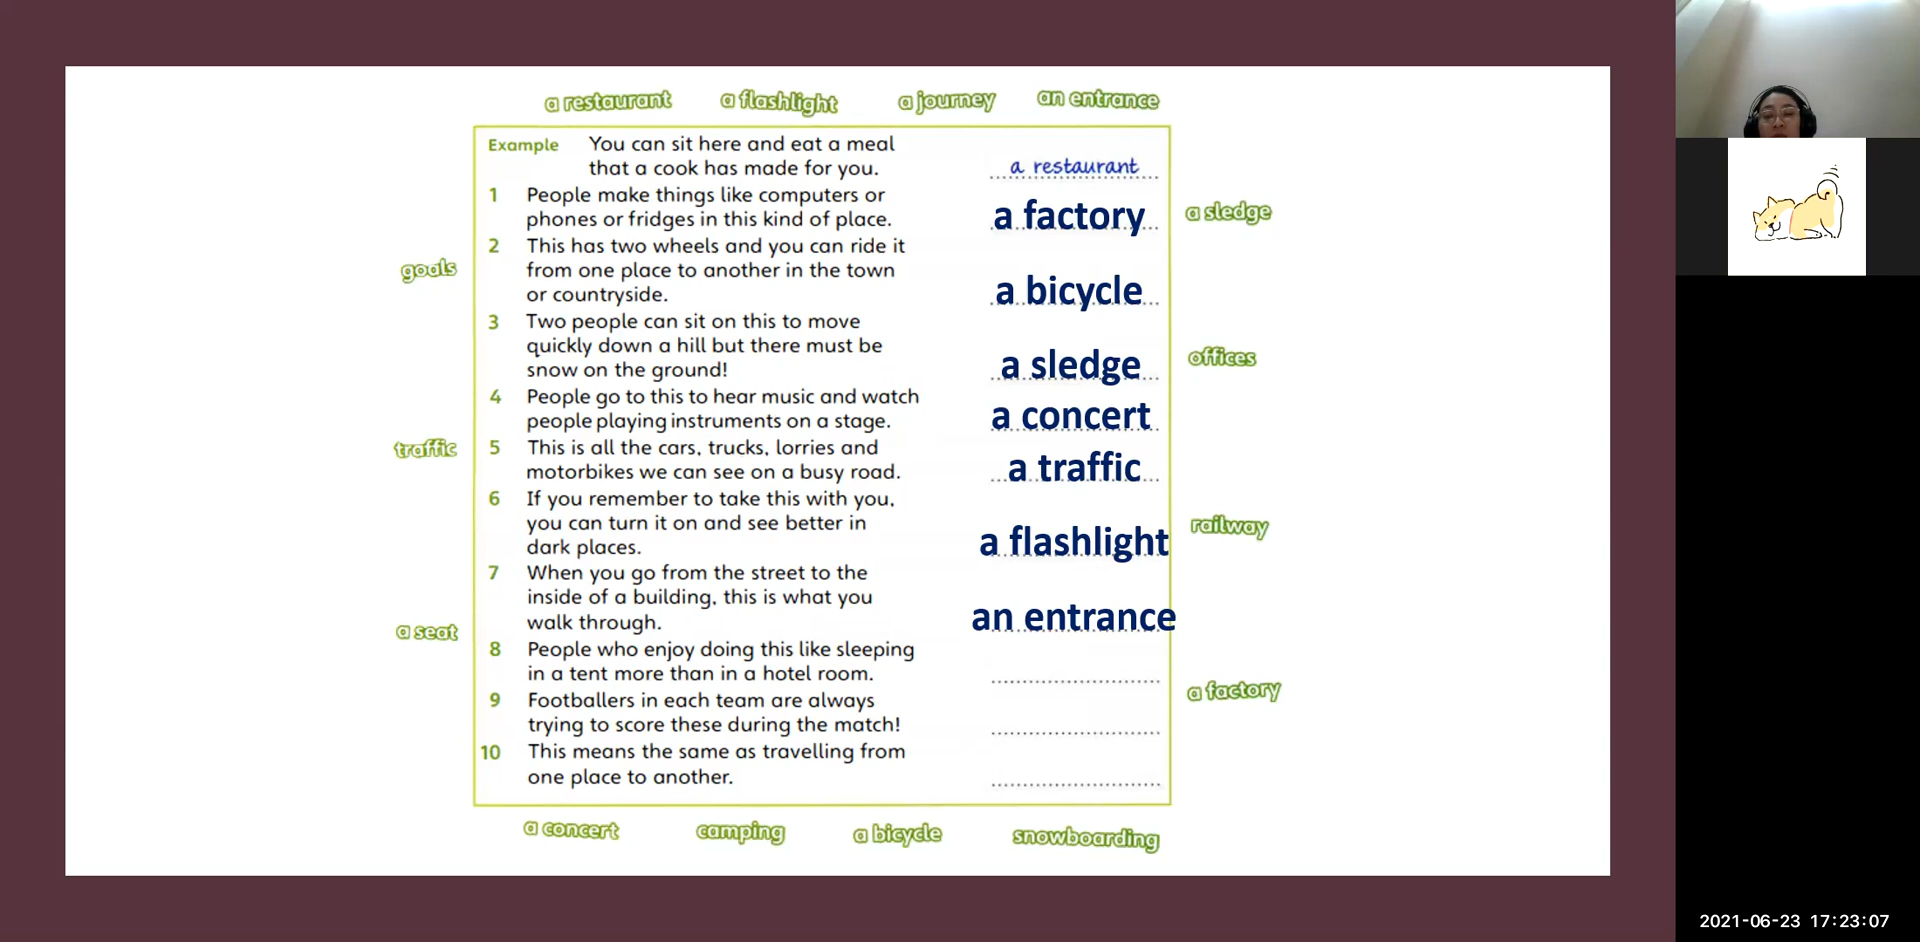 a restaurant a flashlight a journey an entrance
Example You can sit here and eat a meal
that a cook has made for you. a restaurant
1 People make things like computers or
phones or fridges in this kind of place. a factory
a sledge
2 This has two wheels and you can ride it
from one place to another in the town
or countryside. a bicycle
goals
3 Two people can sit on this to move
quickly down a hill but there must be
snow on the ground! a sledge
offices
4 People go to this to hear music and watch
people playing instruments on a stage. a concert
5 This is all the cars, trucks, lorries and
motorbikes we can see on a busy road. a traffic
traffic
6 If you remember to take this with you,
you can turn it on and see better in
dark places. a flashlight
railway
7 When you go from the street to the
inside of a building, this is what you
walk through. an entrance
a seat
8 People who enjoy doing this like sleeping
in a tent more than in a hotel room.
9 Footballers in each team are always
trying to score these during the match!
a factory
10 This means the same as travelling from
one place to another.
a concert camping a bicycle snowboarding
2021-06-23 17:23:07